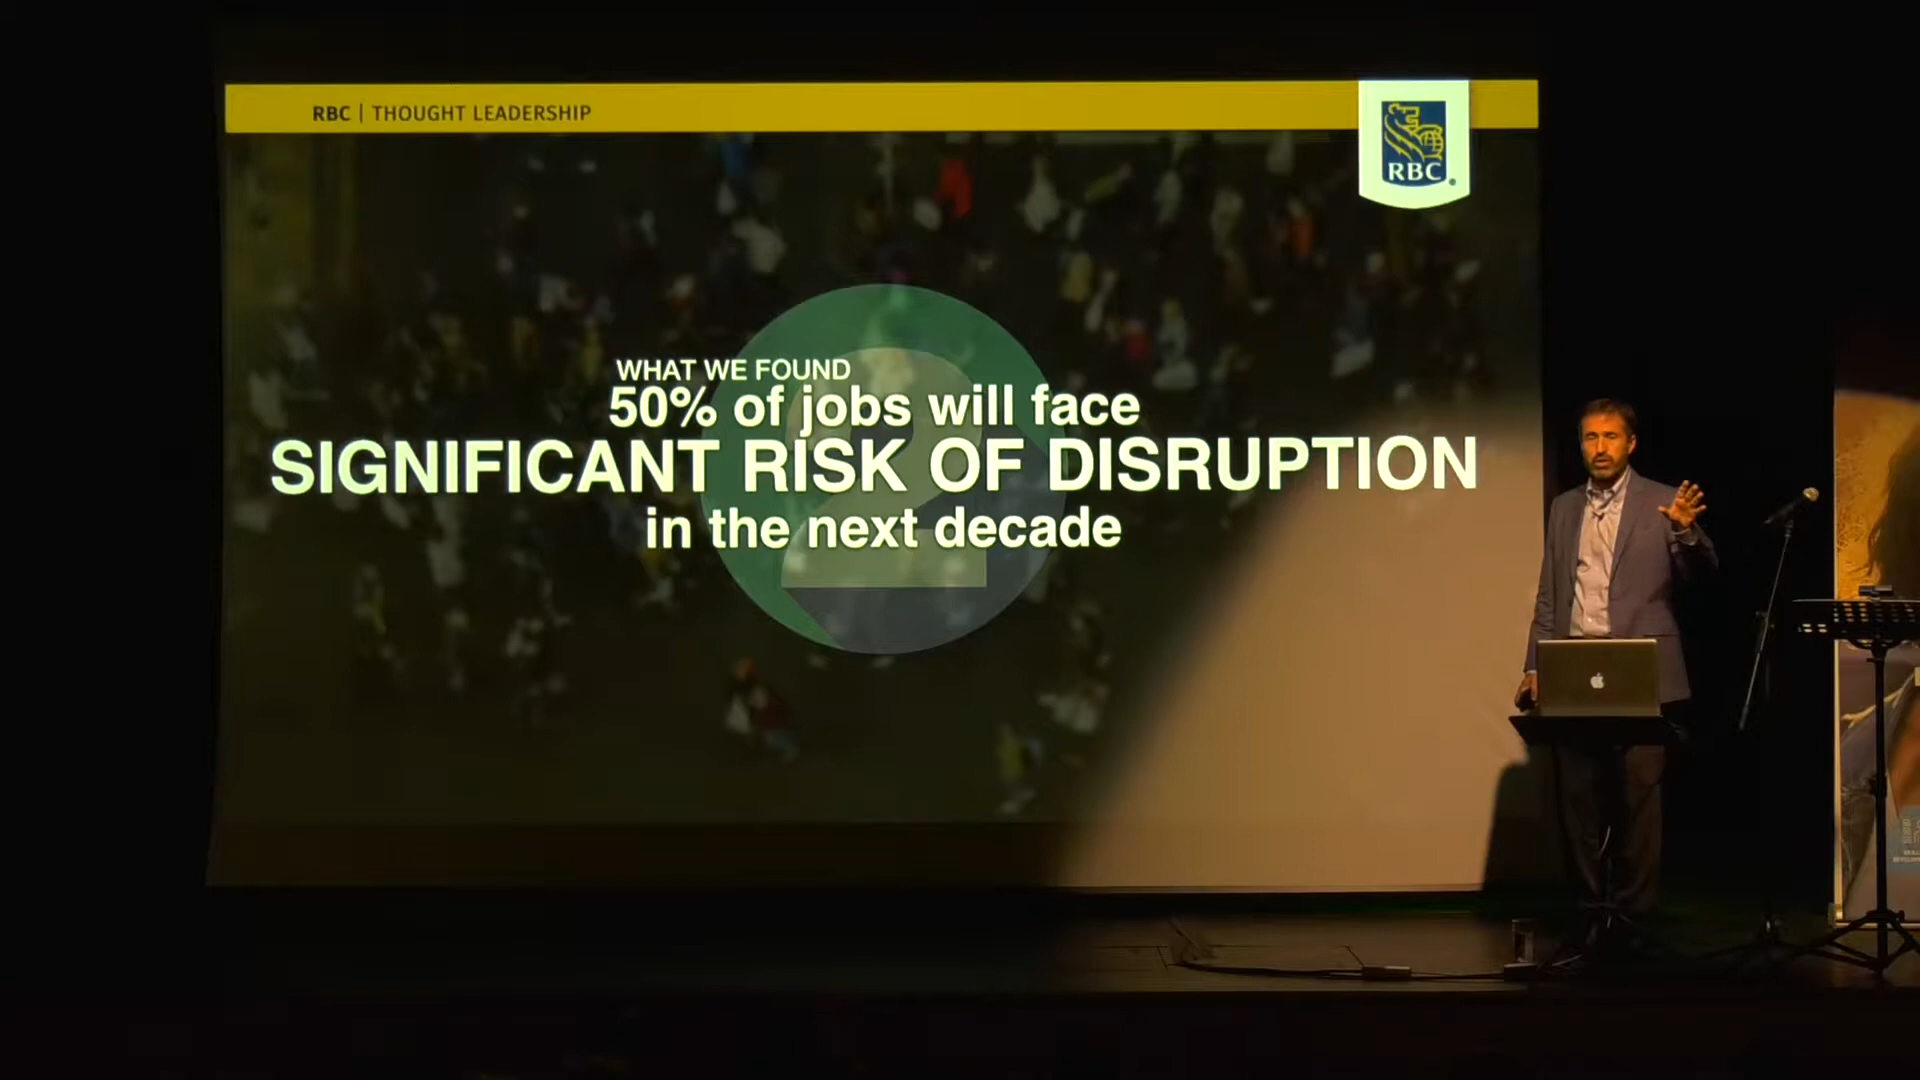 RBC | THOUGHT LEADERSHIP
RBC
2
WHAT WE FOUND
50% of jobs will face
SIGNIFICANT RISK OF DISRUPTION
in the next decade